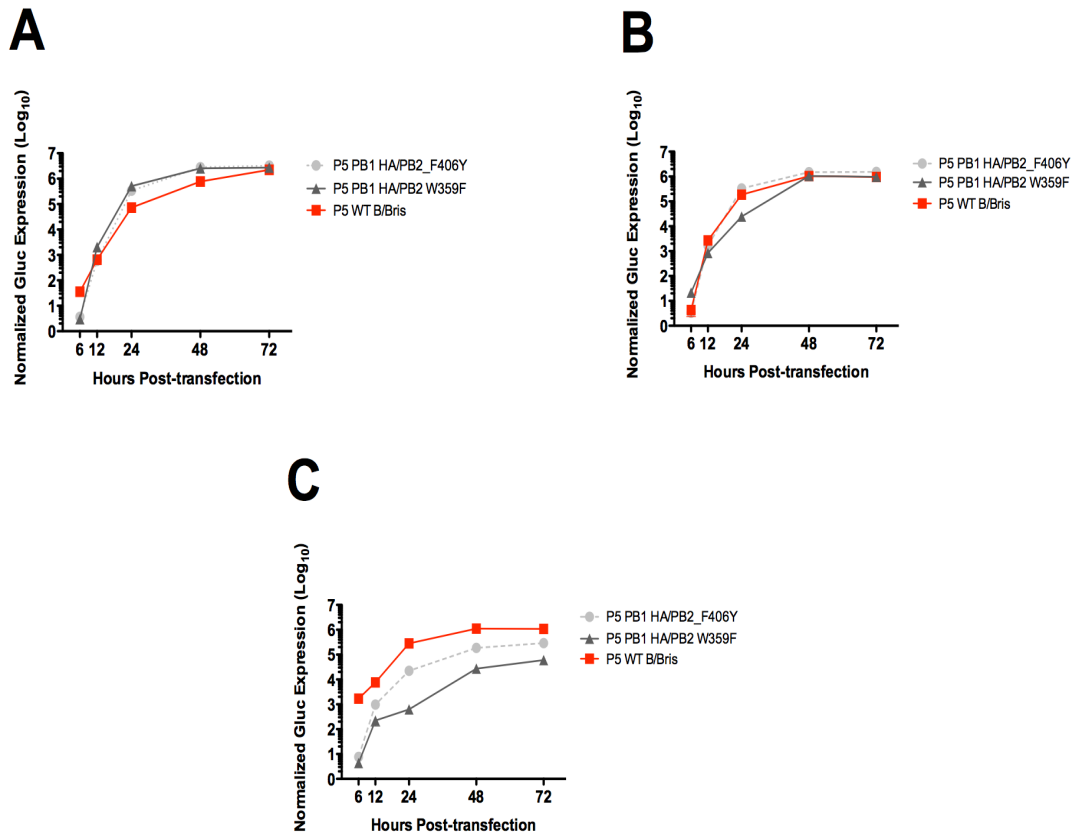 A
Normalized Gluc Expression (Log10)
7
6
5
4
3
2
1
0
6 12 24 48 72
Hours Post-transfection
P5 PB1 HA/PB2_F406Y
P5 PB1 HA/PB2 W359F
P5 WT B/Bris
B
Normalized Gluc Expression (Log10)
7
6
5
4
3
2
1
0
6 12 24 48 72
Hours Post-transfection
P5 PB1 HA/PB2_F406Y
P5 PB1 HA/PB2 W359F
P5 WT B/Bris
C
Normalized Gluc Expression (Log10)
7
6
5
4
3
2
1
0
6 12 24 48 72
Hours Post-transfection
P5 PB1 HA/PB2_F406Y
P5 PB1 HA/PB2 W359F
P5 WT B/Bris